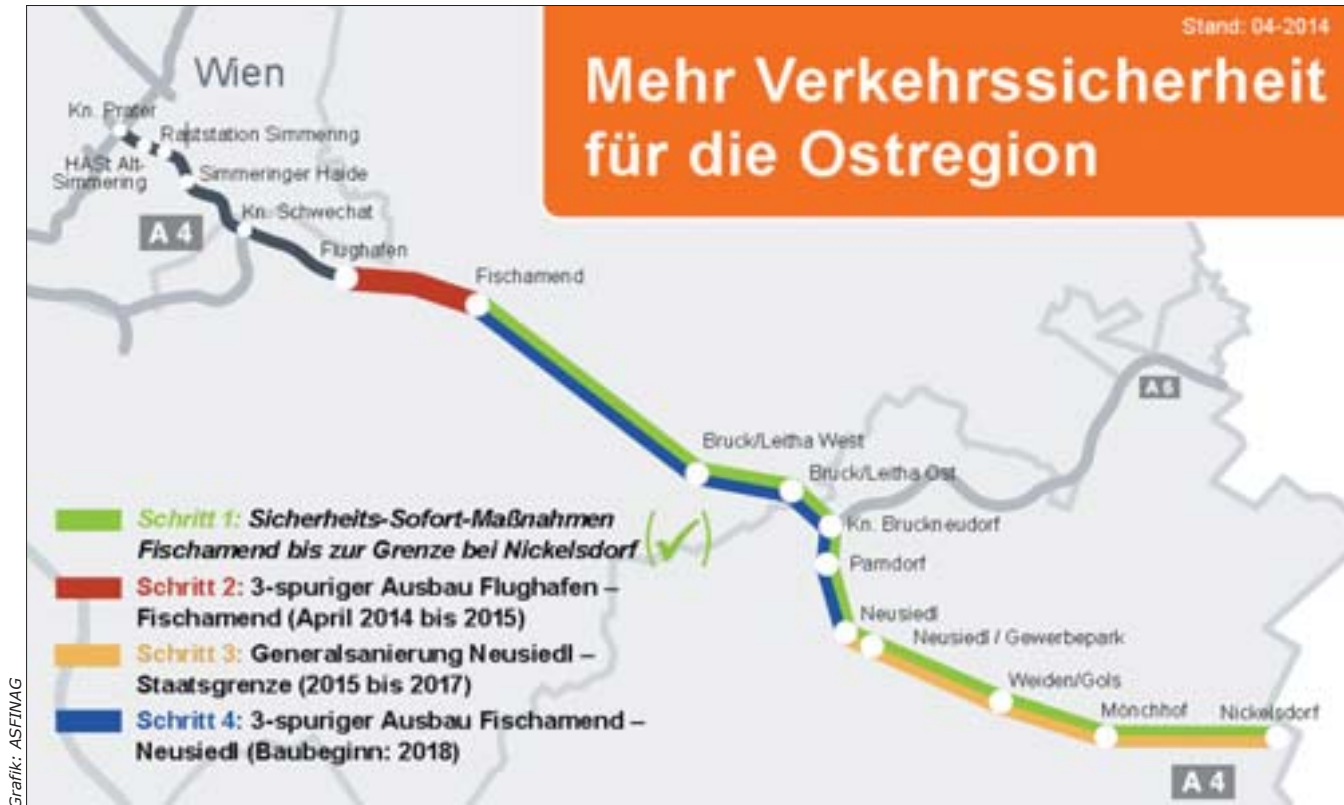 Stand: 04-2014
Mehr Verkehrssicherheit
für die Ostregion
Wien
Kn. Prater
Raststation Simmering
HASt Alt-
Simmering
Simmeringer Haide
Kn. Schwechat
A 4
Flughafen
Fischamend
A 6
Bruck/Leitha West
Bruck/Leitha Ost
Kn. Bruckneudorf
Parndorf
Neusiedl
Neusiedl / Gewerbepark
Weiden/Gols
Mönchhof
Nickelsdorf
A 4
Schritt 1: Sicherheits-Sofort-Maßnahmen
Fischamend bis zur Grenze bei Nickelsdorf (✓)
Schritt 2: 3-spuriger Ausbau Flughafen –
Fischamend (April 2014 bis 2015)
Schritt 3: Generalsanierung Neusiedl –
Staatsgrenze (2015 bis 2017)
Schritt 4: 3-spuriger Ausbau Fischamend –
Neusiedl (Baubeginn: 2018)
Grafik: ASFINAG